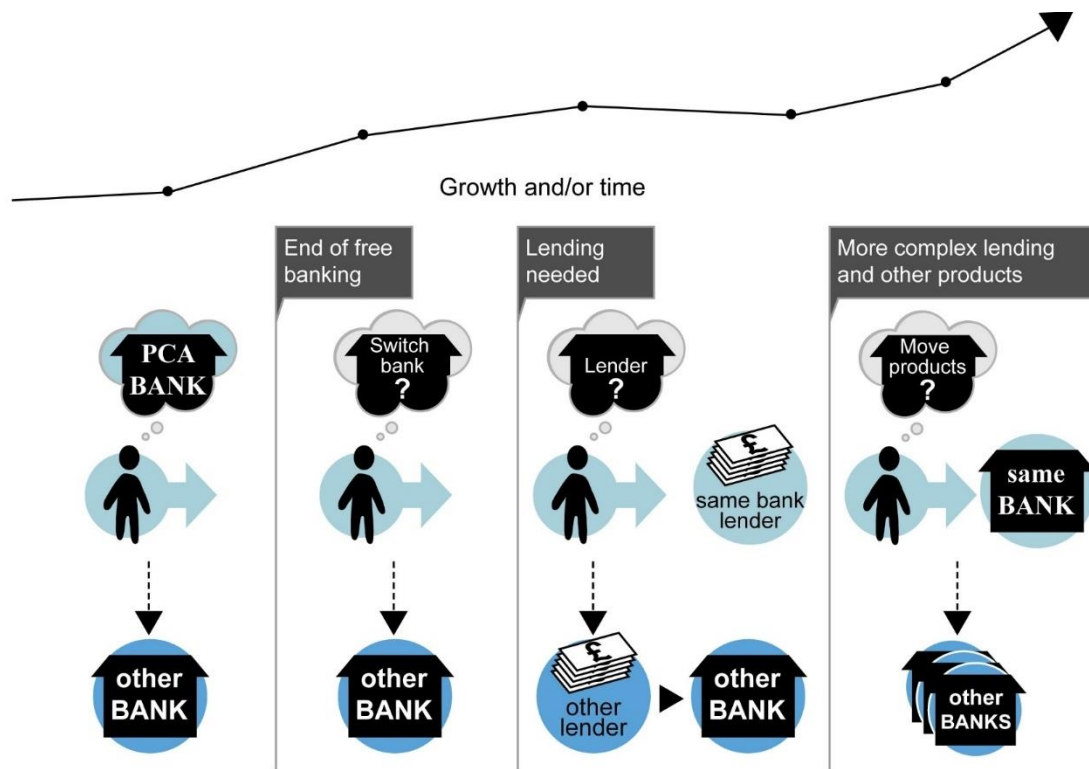 Growth and/or time
End of free
banking
Lending
needed
More complex lending
and other products
PCA
BANK
Switch
bank
?
Lender
?
Move
products
?
£
same bank
lender
same
BANK
other
BANK
other
BANK
£
other
lender
other
BANK
other
BANKS